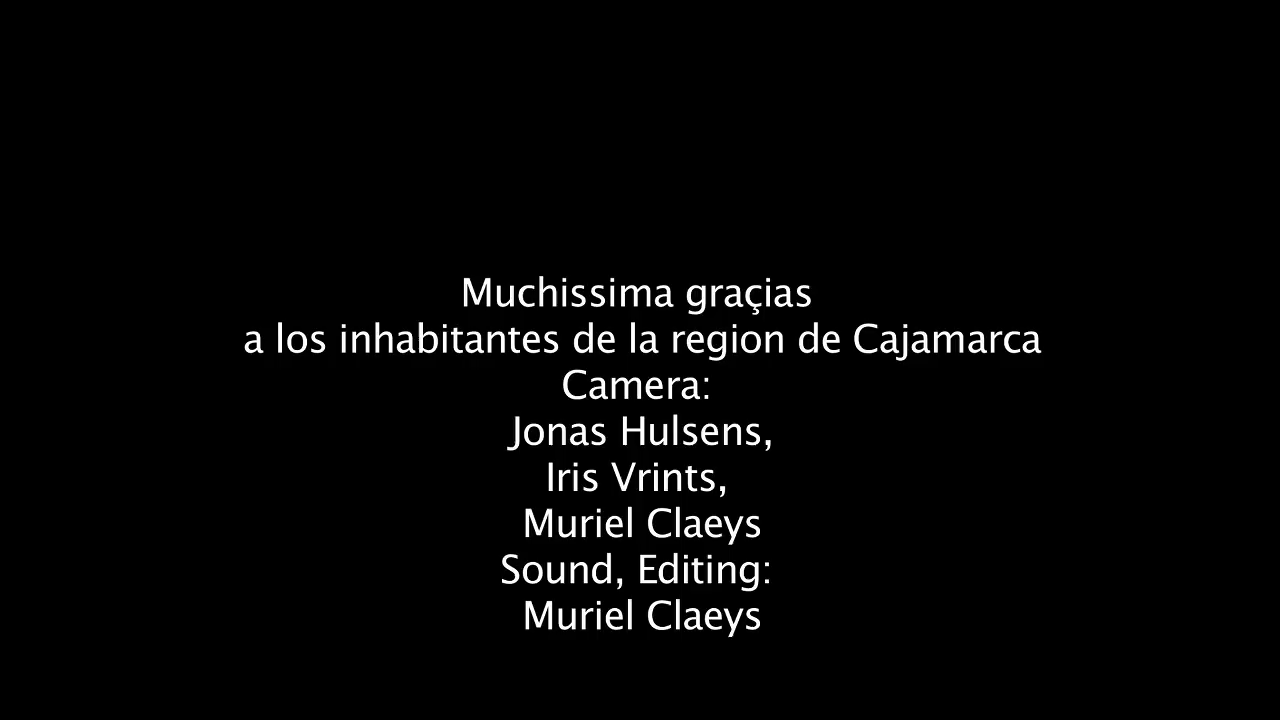 Muchissima graçias
a los inhabitantes de la region de Cajamarca
Camera:
Jonas Hulsens,
Iris Vrints,
Muriel Claeys
Sound, Editing:
Muriel Claeys